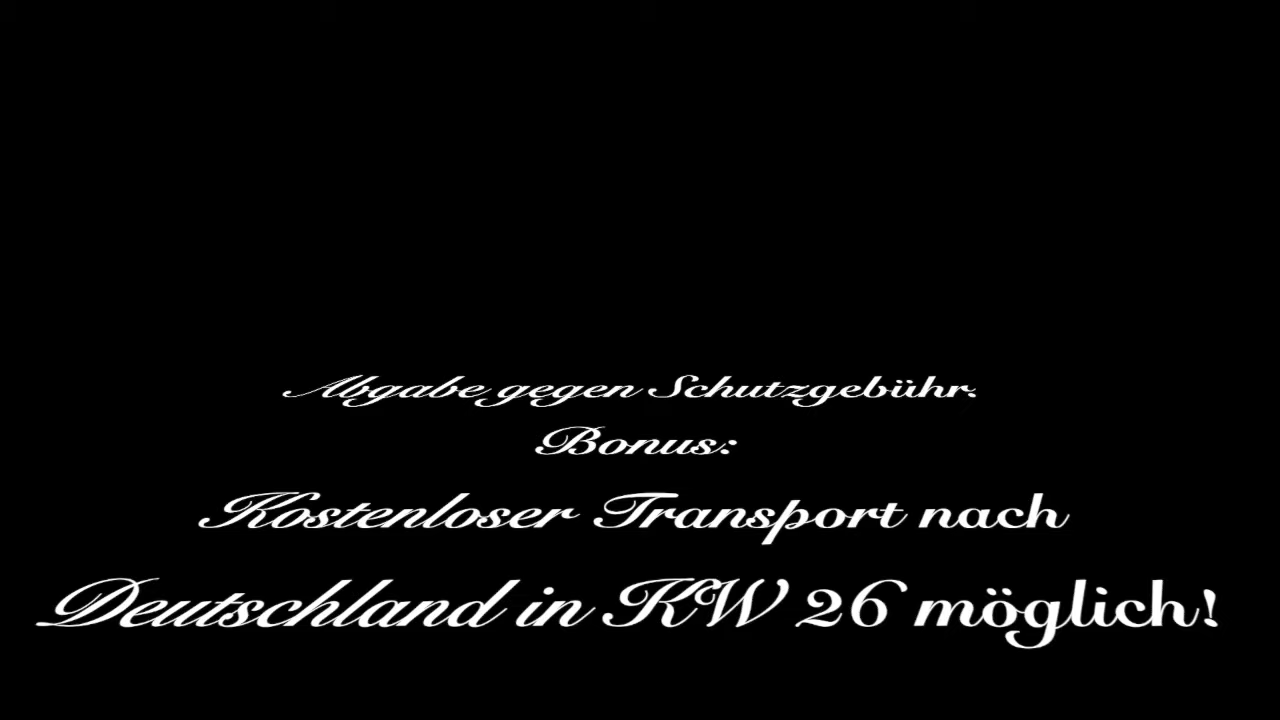 Abgabe gegen Schutzgebühr.
Bonus:
Kostenloser Transport nach
Deutschland in KW 26 möglich!